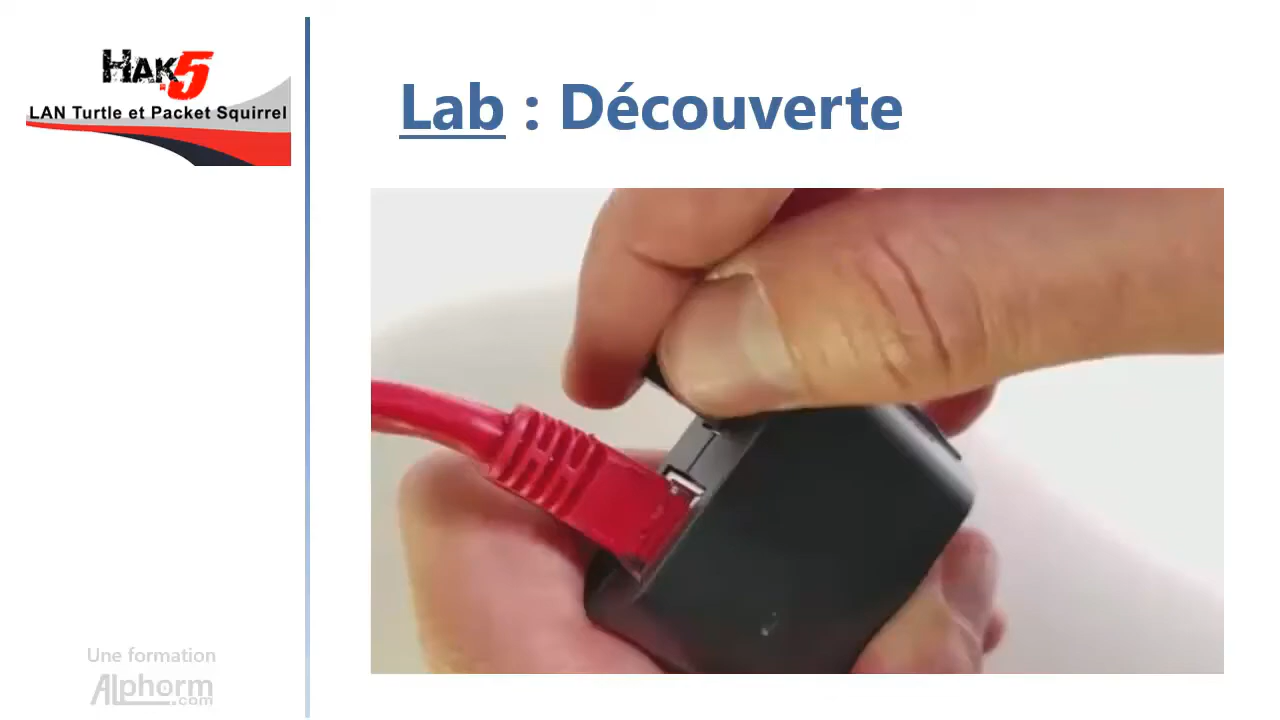 HAK5
LAN Turtle et Packet Squirrel
Lab : Découverte
Une formation
Alphorm
.com